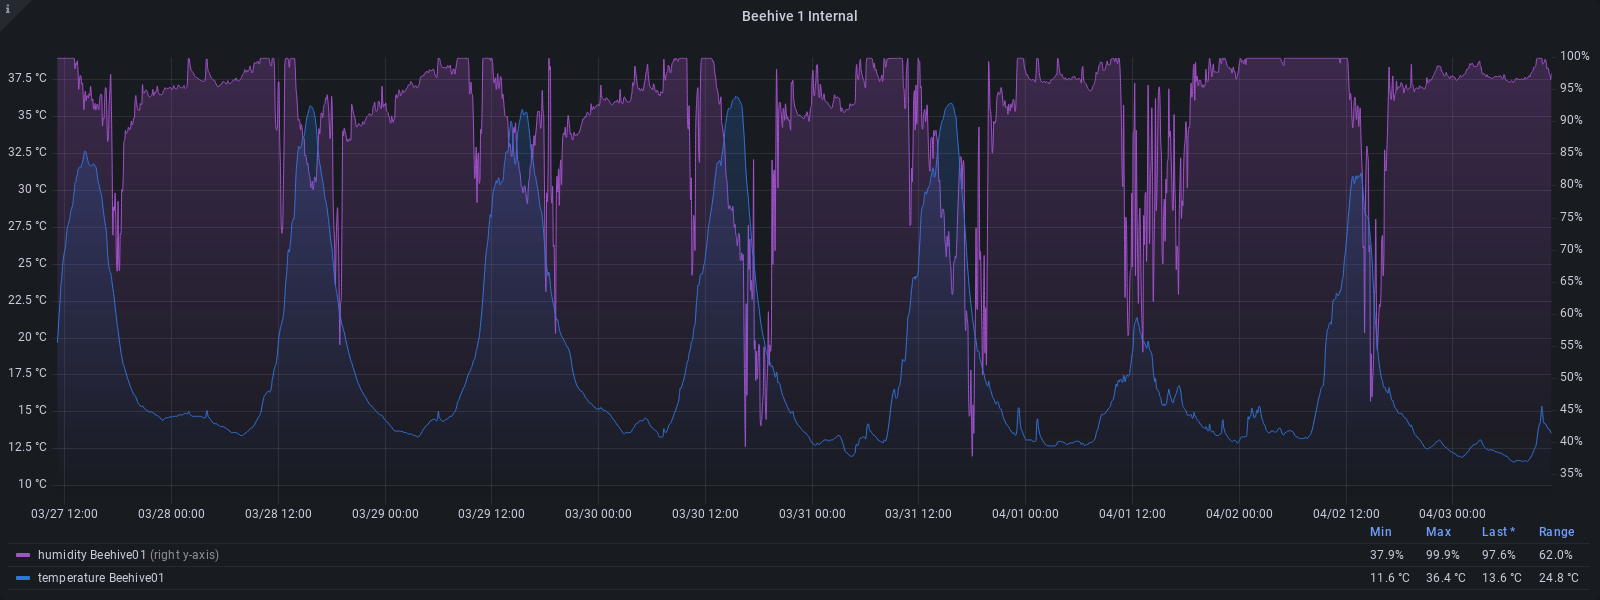 i
Beehive 1 Internal
37.5 °C
35 °C
32.5 °C
30 °C
27.5 °C
25 °C
22.5 °C
20 °C
17.5 °C
15 °C
12.5 °C
10 °C
100%
95%
90%
85%
80%
75%
70%
65%
60%
55%
50%
45%
40%
35%
03/27 12:00 03/28 00:00 03/28 12:00 03/29 00:00 03/29 12:00 03/30 00:00 03/30 12:00 03/31 00:00 03/31 12:00 04/01 00:00 04/01 12:00 04/02 00:00 04/02 12:00 04/03 00:00
Min Max Last * Range
humidity Beehive01 (right y-axis) 37.9% 99.9% 97.6% 62.0%
temperature Beehive01 11.6 °C 36.4 °C 13.6 °C 24.8 °C